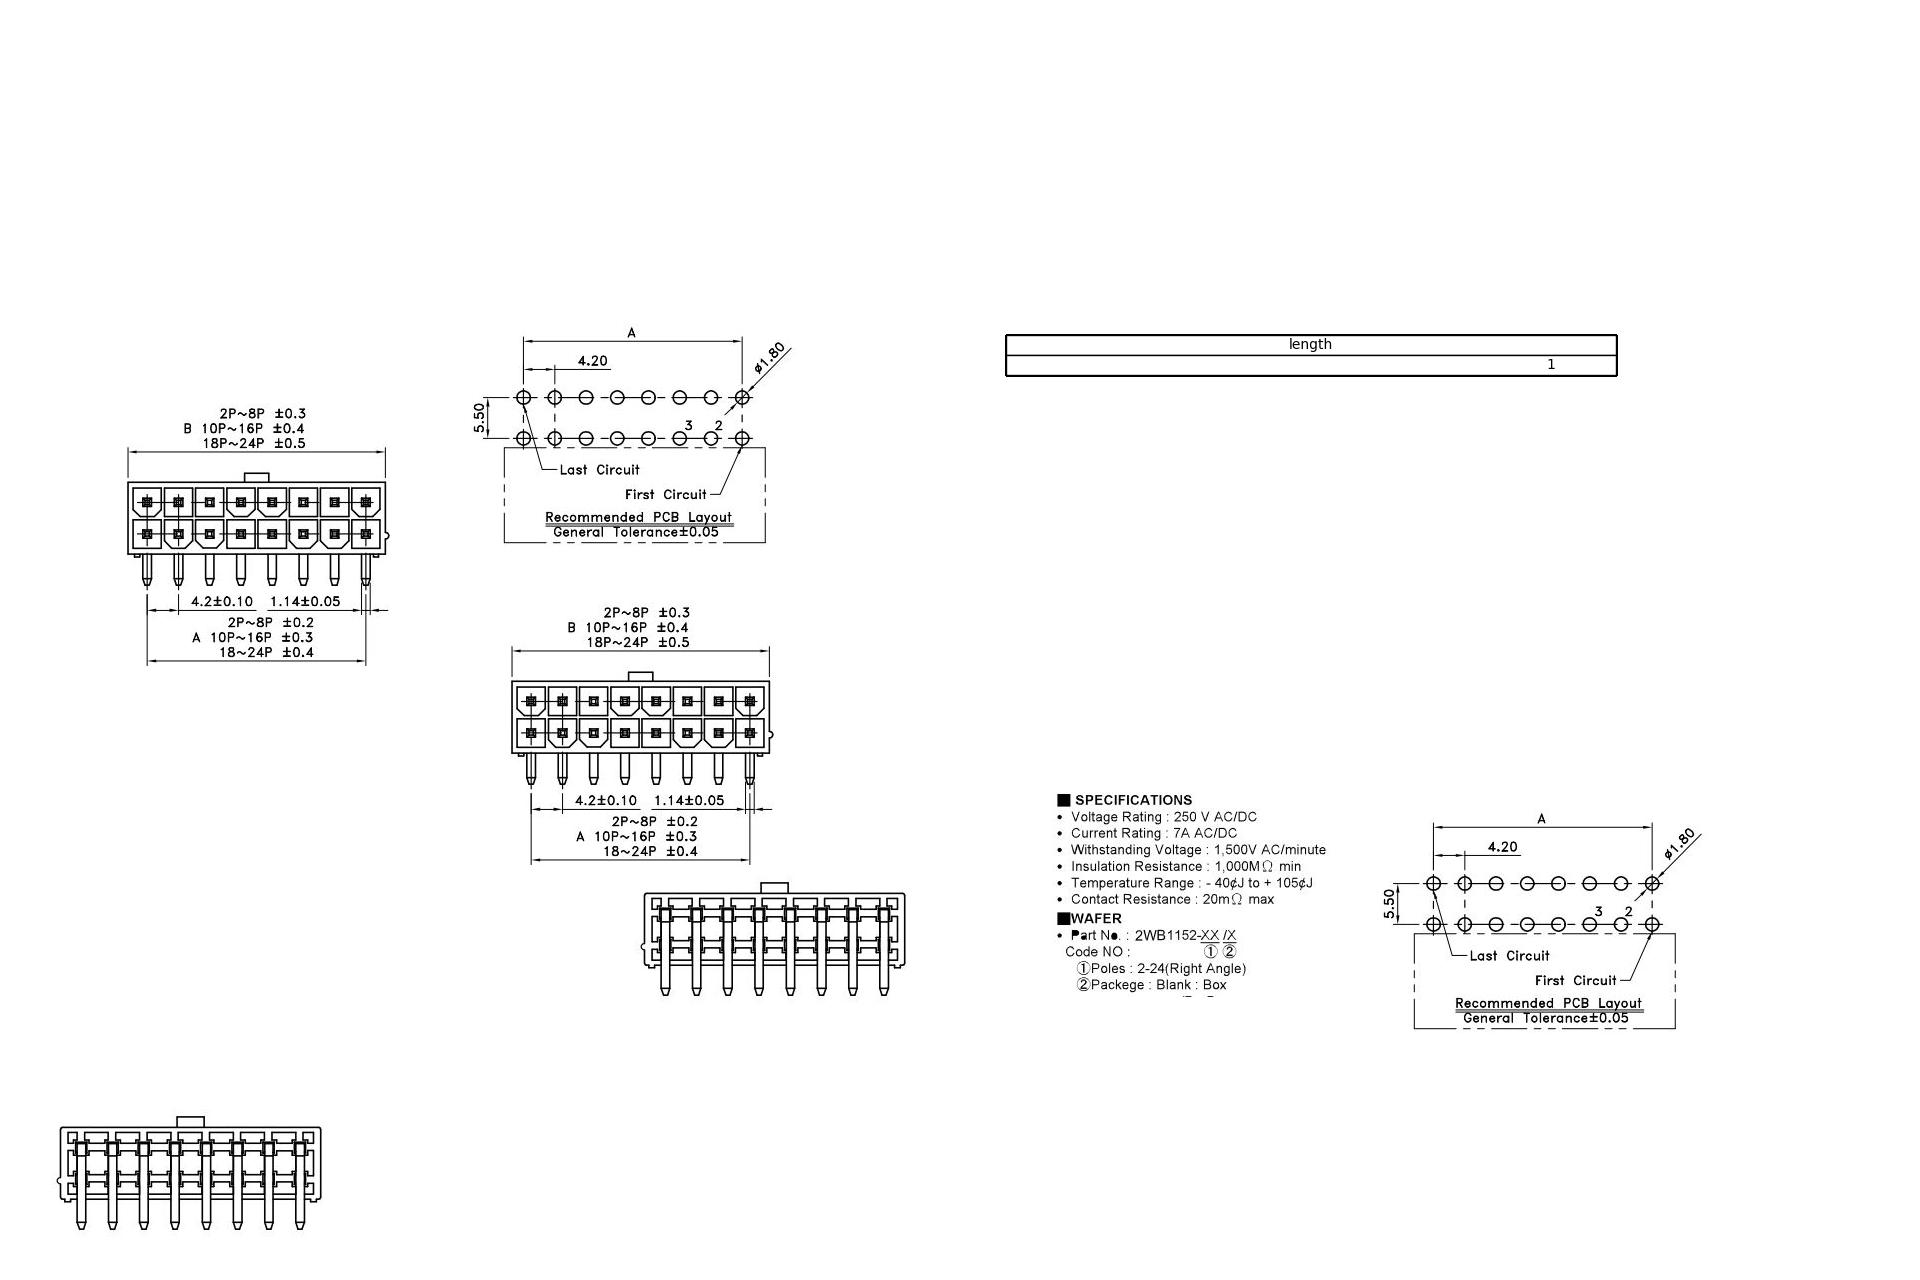 A
4.20
ø1.80
5.50
3 2
Last Circuit
First Circuit
Recommended PCB Layout
General Tolerance±0.05
length
1
2P~8P ±0.3
B 10P~16P ±0.4
18P~24P ±0.5
4.2±0.10 1.14±0.05
2P~8P ±0.2
A 10P~16P ±0.3
18~24P ±0.4
2P~8P ±0.3
B 10P~16P ±0.4
18P~24P ±0.5
4.2±0.10 1.14±0.05
2P~8P ±0.2
A 10P~16P ±0.3
18~24P ±0.4
■ SPECIFICATIONS
• Voltage Rating : 250 V AC/DC
• Current Rating : 7A AC/DC
• Withstanding Voltage : 1,500V AC/minute
• Insulation Resistance : 1,000MΩ min
• Temperature Range : - 40¢J to + 105¢J
• Contact Resistance : 20mΩ max
■WAFER
• Part No. : 2WB1152-XX /X
Code NO : ① ②
①Poles : 2-24(Right Angle)
②Packege : Blank : Box
A
4.20
ø1.80
5.50
3 2
Last Circuit
First Circuit
Recommended PCB Layout
General Tolerance±0.05